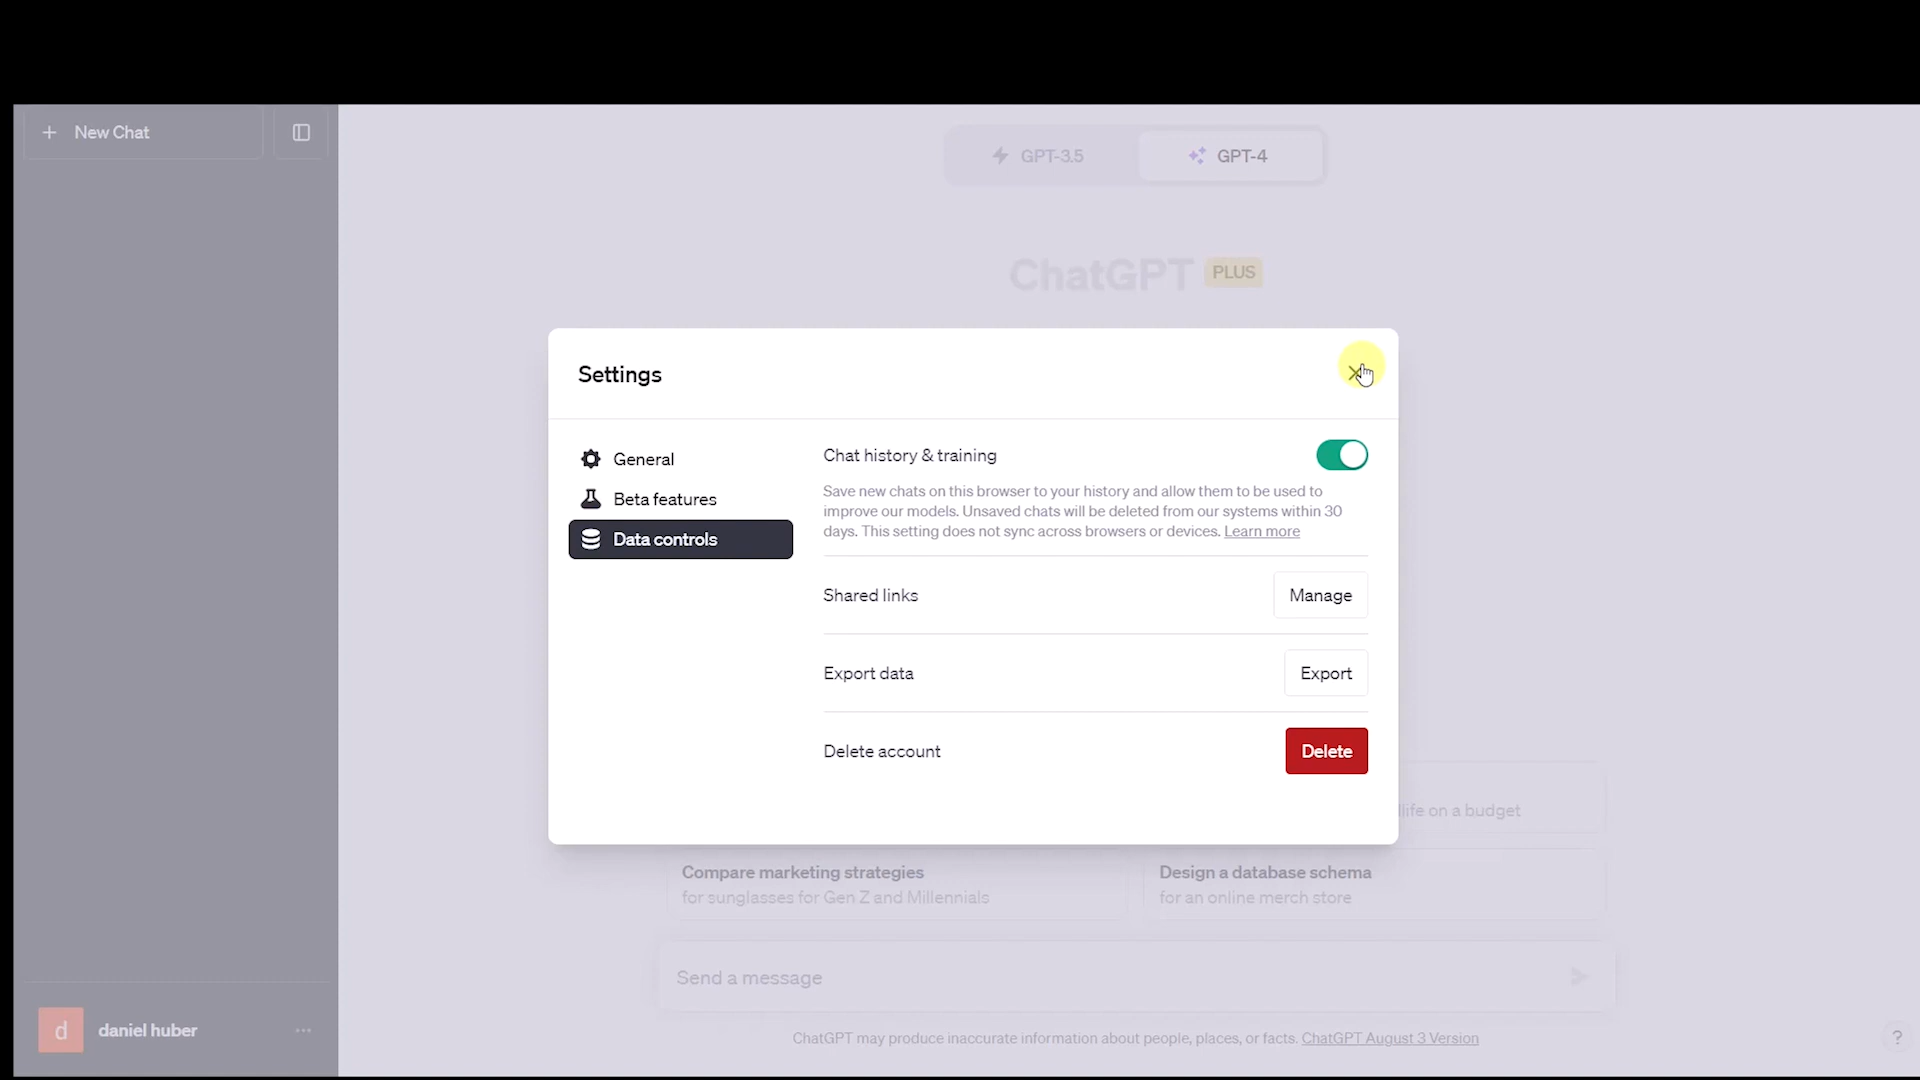 New Chat
GPT-3.5
GPT-4
ChatGPT PLUS
Settings
General
Beta features
Data controls
Chat history & training
Save new chats on this browser to your history and allow them to be used to
improve our models. Unsaved chats will be deleted from our systems within 30
days. This setting does not sync across browsers or devices. Learn more
Shared links
Manage
Export data
Export
Delete account
Delete
life on a budget
Compare marketing strategies
for sunglasses for Gen Z and Millennials
Design a database schema
for an online merch store
Send a message
d
daniel huber
ChatGPT may produce inaccurate information about people, places, or facts. ChatGPT August 3 Version
?